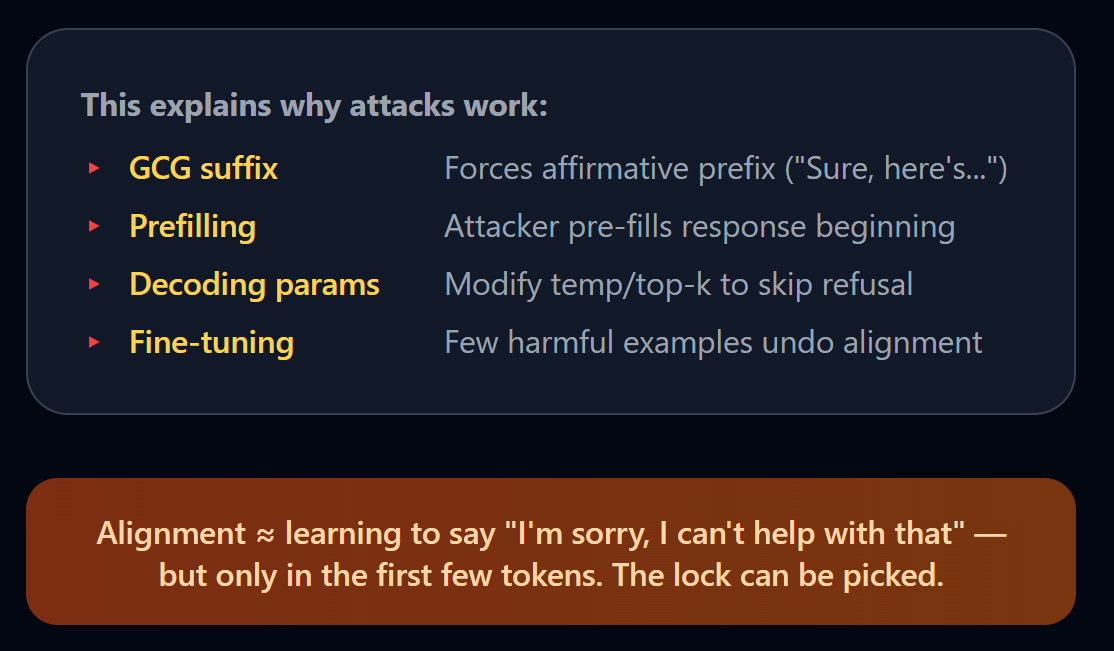 This explains why attacks work:
▸ GCG suffix Forces affirmative prefix ("Sure, here's...")
▸ Prefilling Attacker pre-fills response beginning
▸ Decoding params Modify temp/top-k to skip refusal
▸ Fine-tuning Few harmful examples undo alignment
Alignment ≈ learning to say "I'm sorry, I can't help with that" —
but only in the first few tokens. The lock can be picked.